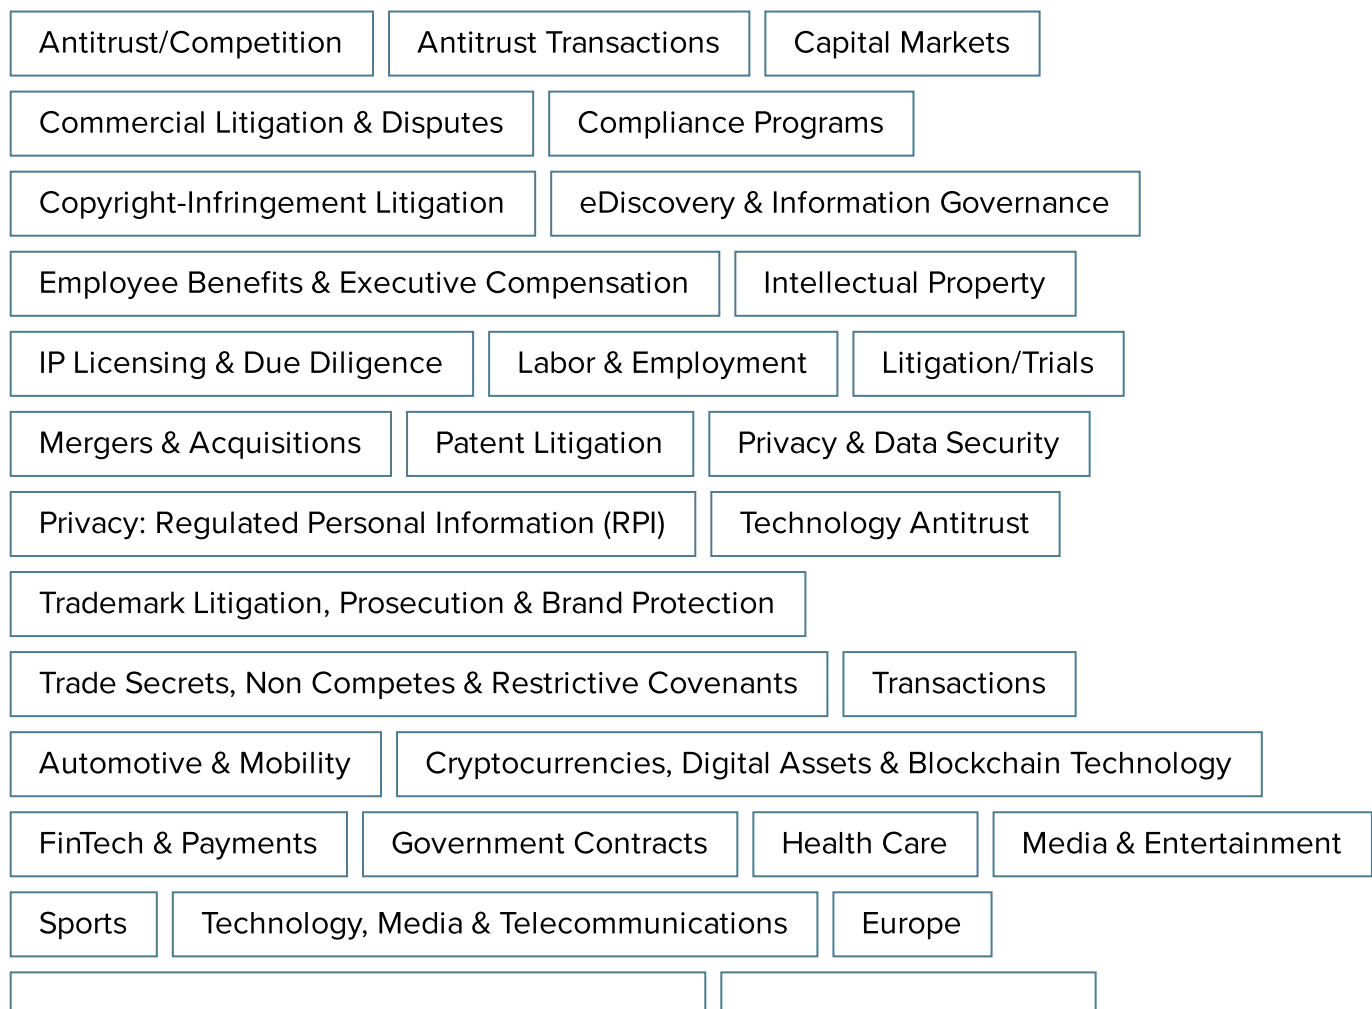 Antitrust/Competition Antitrust Transactions Capital Markets
Commercial Litigation & Disputes Compliance Programs
Copyright-Infringement Litigation eDiscovery & Information Governance
Employee Benefits & Executive Compensation Intellectual Property
IP Licensing & Due Diligence Labor & Employment Litigation/Trials
Mergers & Acquisitions Patent Litigation Privacy & Data Security
Privacy: Regulated Personal Information (RPI) Technology Antitrust
Trademark Litigation, Prosecution & Brand Protection
Trade Secrets, Non Competes & Restrictive Covenants Transactions
Automotive & Mobility Cryptocurrencies, Digital Assets & Blockchain Technology
FinTech & Payments Government Contracts Health Care Media & Entertainment
Sports Technology, Media & Telecommunications Europe